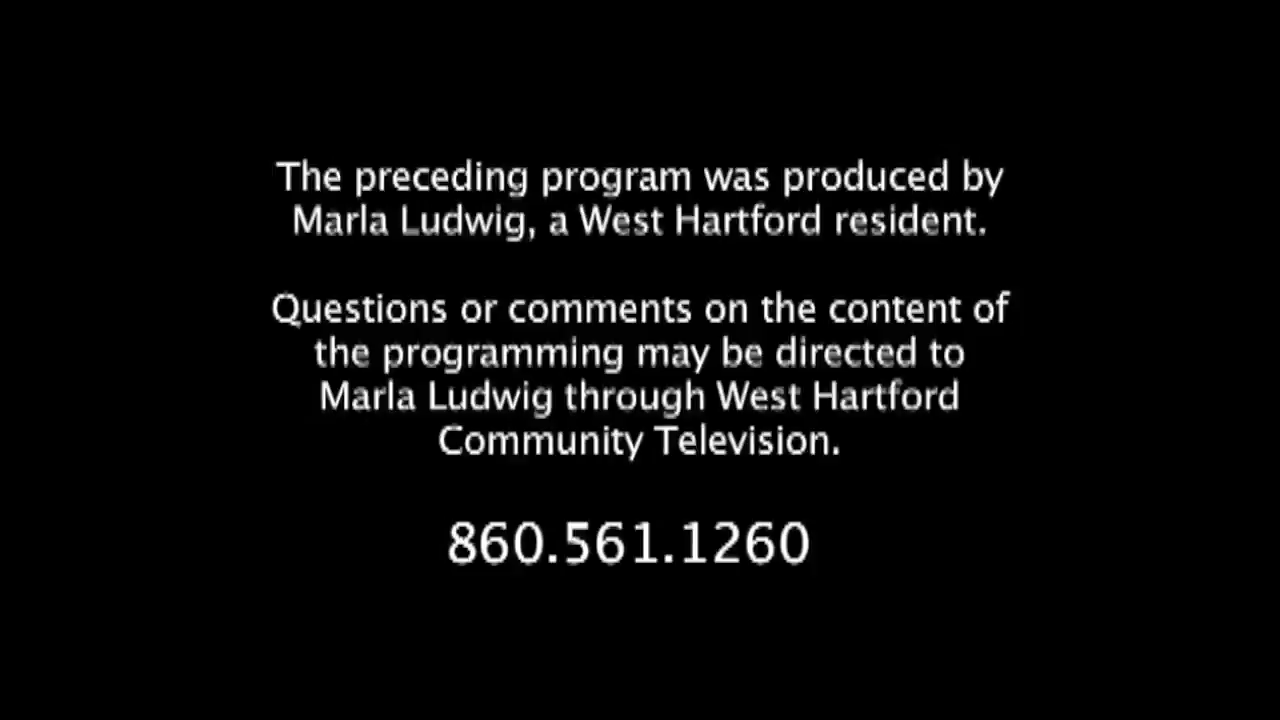 The preceding program was produced by
Marla Ludwig, a West Hartford resident.
Questions or comments on the content of
the programming may be directed to
Marla Ludwig through West Hartford
Community Television.
860.561.1260